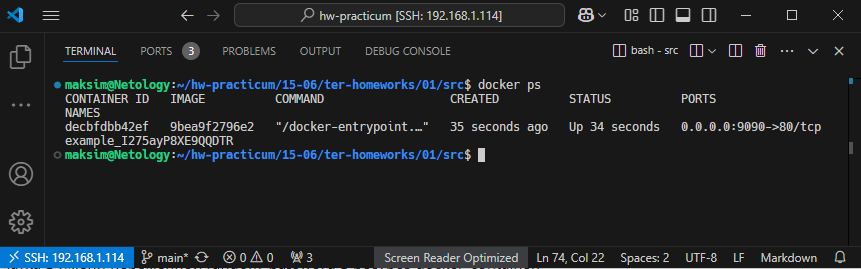 hw-practicum [SSH: 192.168.1.114]
TERMINAL PORTS 3 PROBLEMS OUTPUT DEBUG CONSOLE bash - src
maksim@Netology:~/hw-practicum/15-06/ter-homeworks/01/src$ docker ps
CONTAINER ID IMAGE COMMAND CREATED STATUS PORTS
NAMES
decbfdbb42ef 9bea9f2796e2 "/docker-entrypoint.…" 35 seconds ago Up 34 seconds 0.0.0.0:9090->80/tcp
example_I275ayP8XE9QQDTR
maksim@Netology:~/hw-practicum/15-06/ter-homeworks/01/src$
SSH: 192.168.1.114 main* 0 0 3 Screen Reader Optimized Ln 74, Col 22 Spaces: 2 UTF-8 LF Markdown